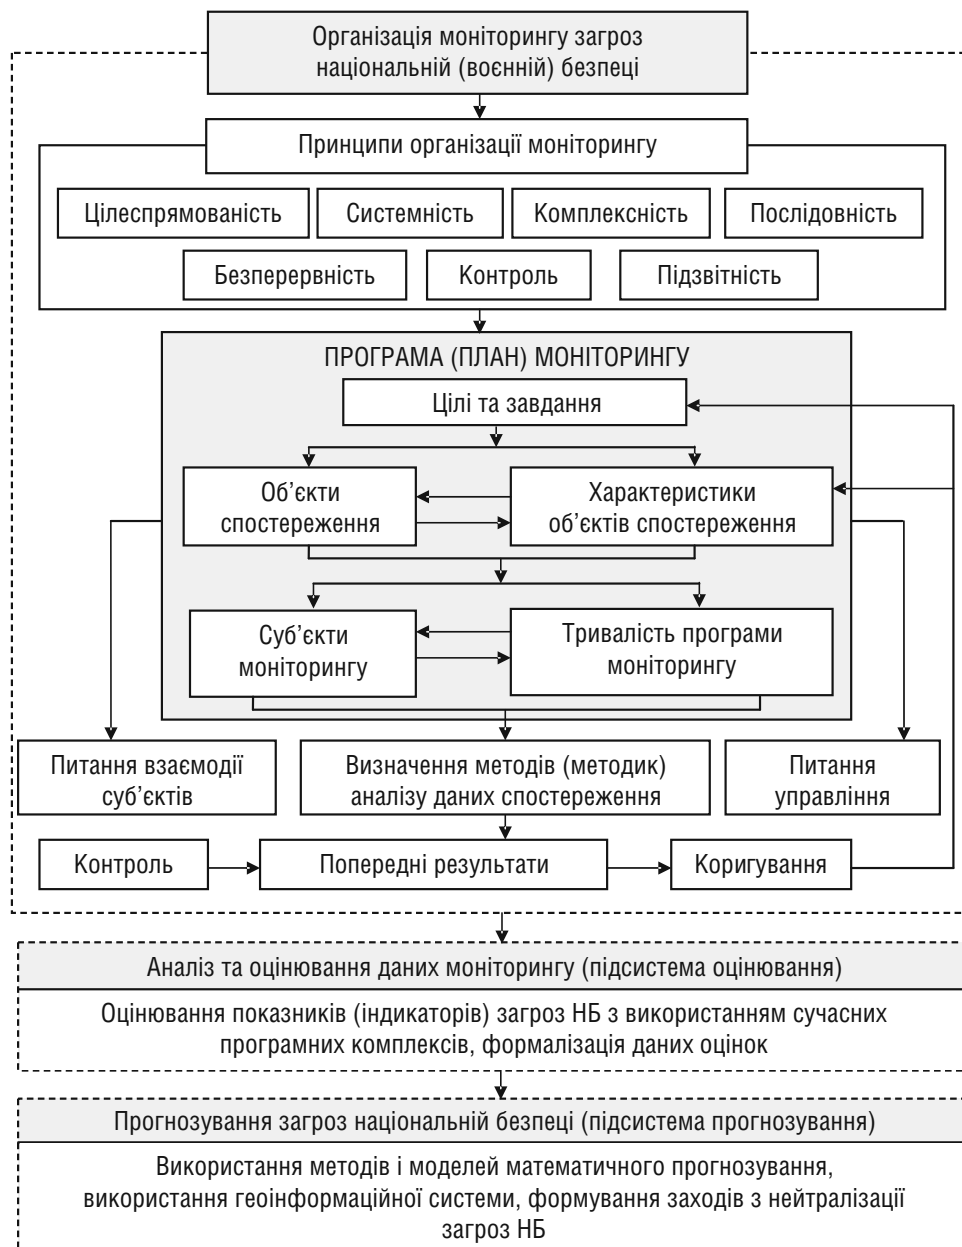 Організація моніторингу загроз
національній (воєнній) безпеці
Принципи організації моніторингу
Цілеспрямованість
Системність
Комплексність
Послідовність
Безперервність
Контроль
Підзвітність
ПРОГРАМА (ПЛАН) МОНІТОРИНГУ
Цілі та завдання
Об’єкти
спостереження
Характеристики
об’єктів спостереження
Суб’єкти
моніторингу
Тривалість програми
моніторингу
Питання взаємодії
суб’єктів
Визначення методів (методик)
аналізу даних спостереження
Питання
управління
Контроль
Попередні результати
Коригування
Аналіз та оцінювання даних моніторингу (підсистема оцінювання)
Оцінювання показників (індикаторів) загроз НБ з використанням сучасних
програмних комплексів, формалізація даних оцінок
Прогнозування загроз національній безпеці (підсистема прогнозування)
Використання методів і моделей математичного прогнозування,
використання геоінформаційної системи, формування заходів з нейтралізації
загроз НБ